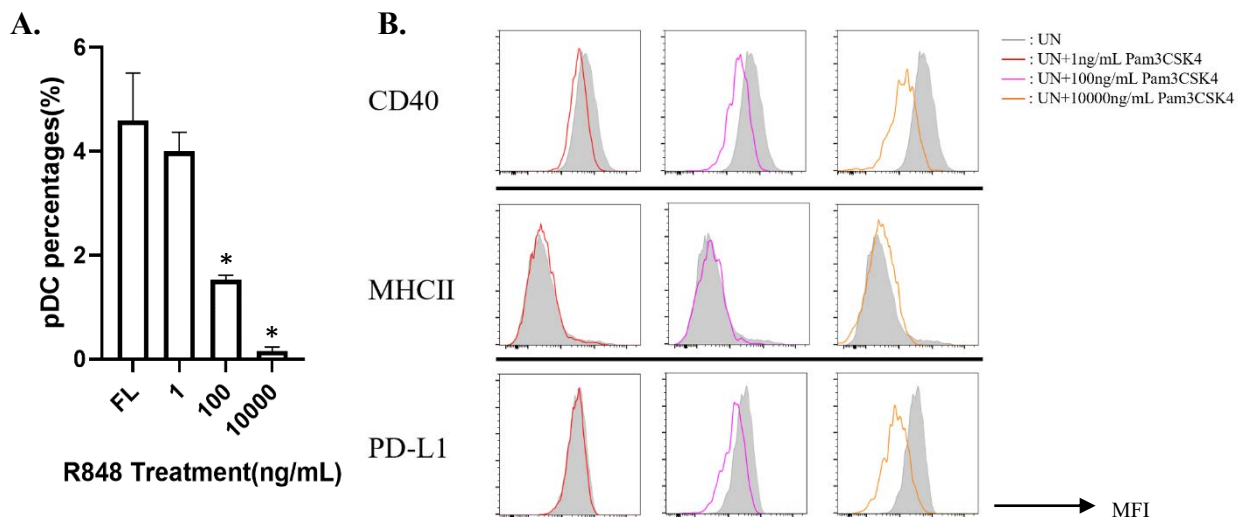 A.
pDC percentages(%)
6
4
2
0
*
*
FL
1
100
10000
R848 Treatment(ng/mL)
B.
CD40
MHCII
PD-L1
: UN
: UN+1ng/mL Pam3CSK4
: UN+100ng/mL Pam3CSK4
: UN+10000ng/mL Pam3CSK4
MFI